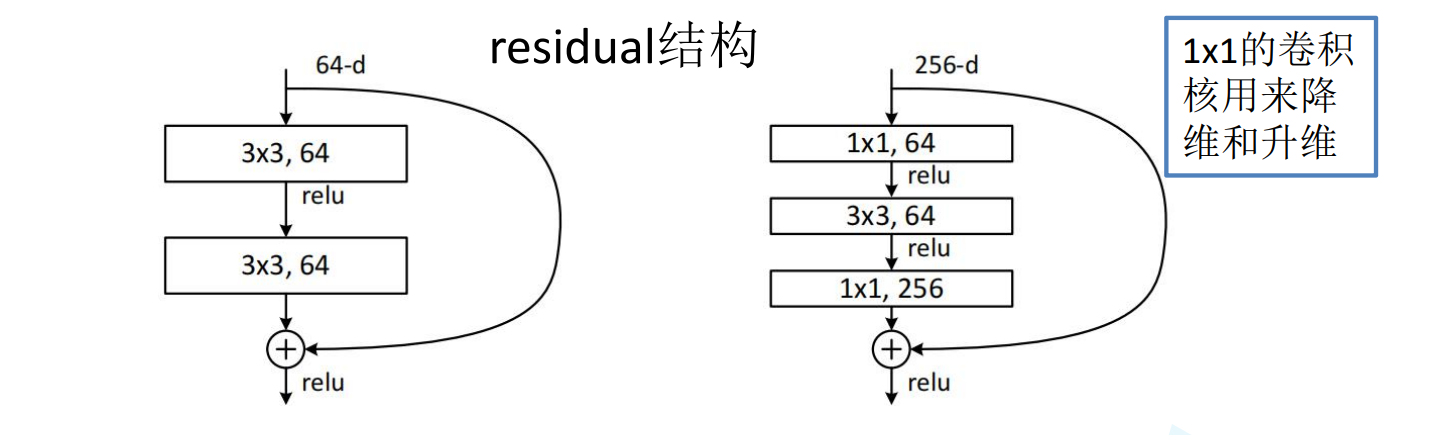 residual结构
64-d
3x3, 64
relu
3x3, 64
+
relu
256-d
1x1, 64
relu
3x3, 64
relu
1x1, 256
+
relu
1x1的卷积
核用来降
维和升维